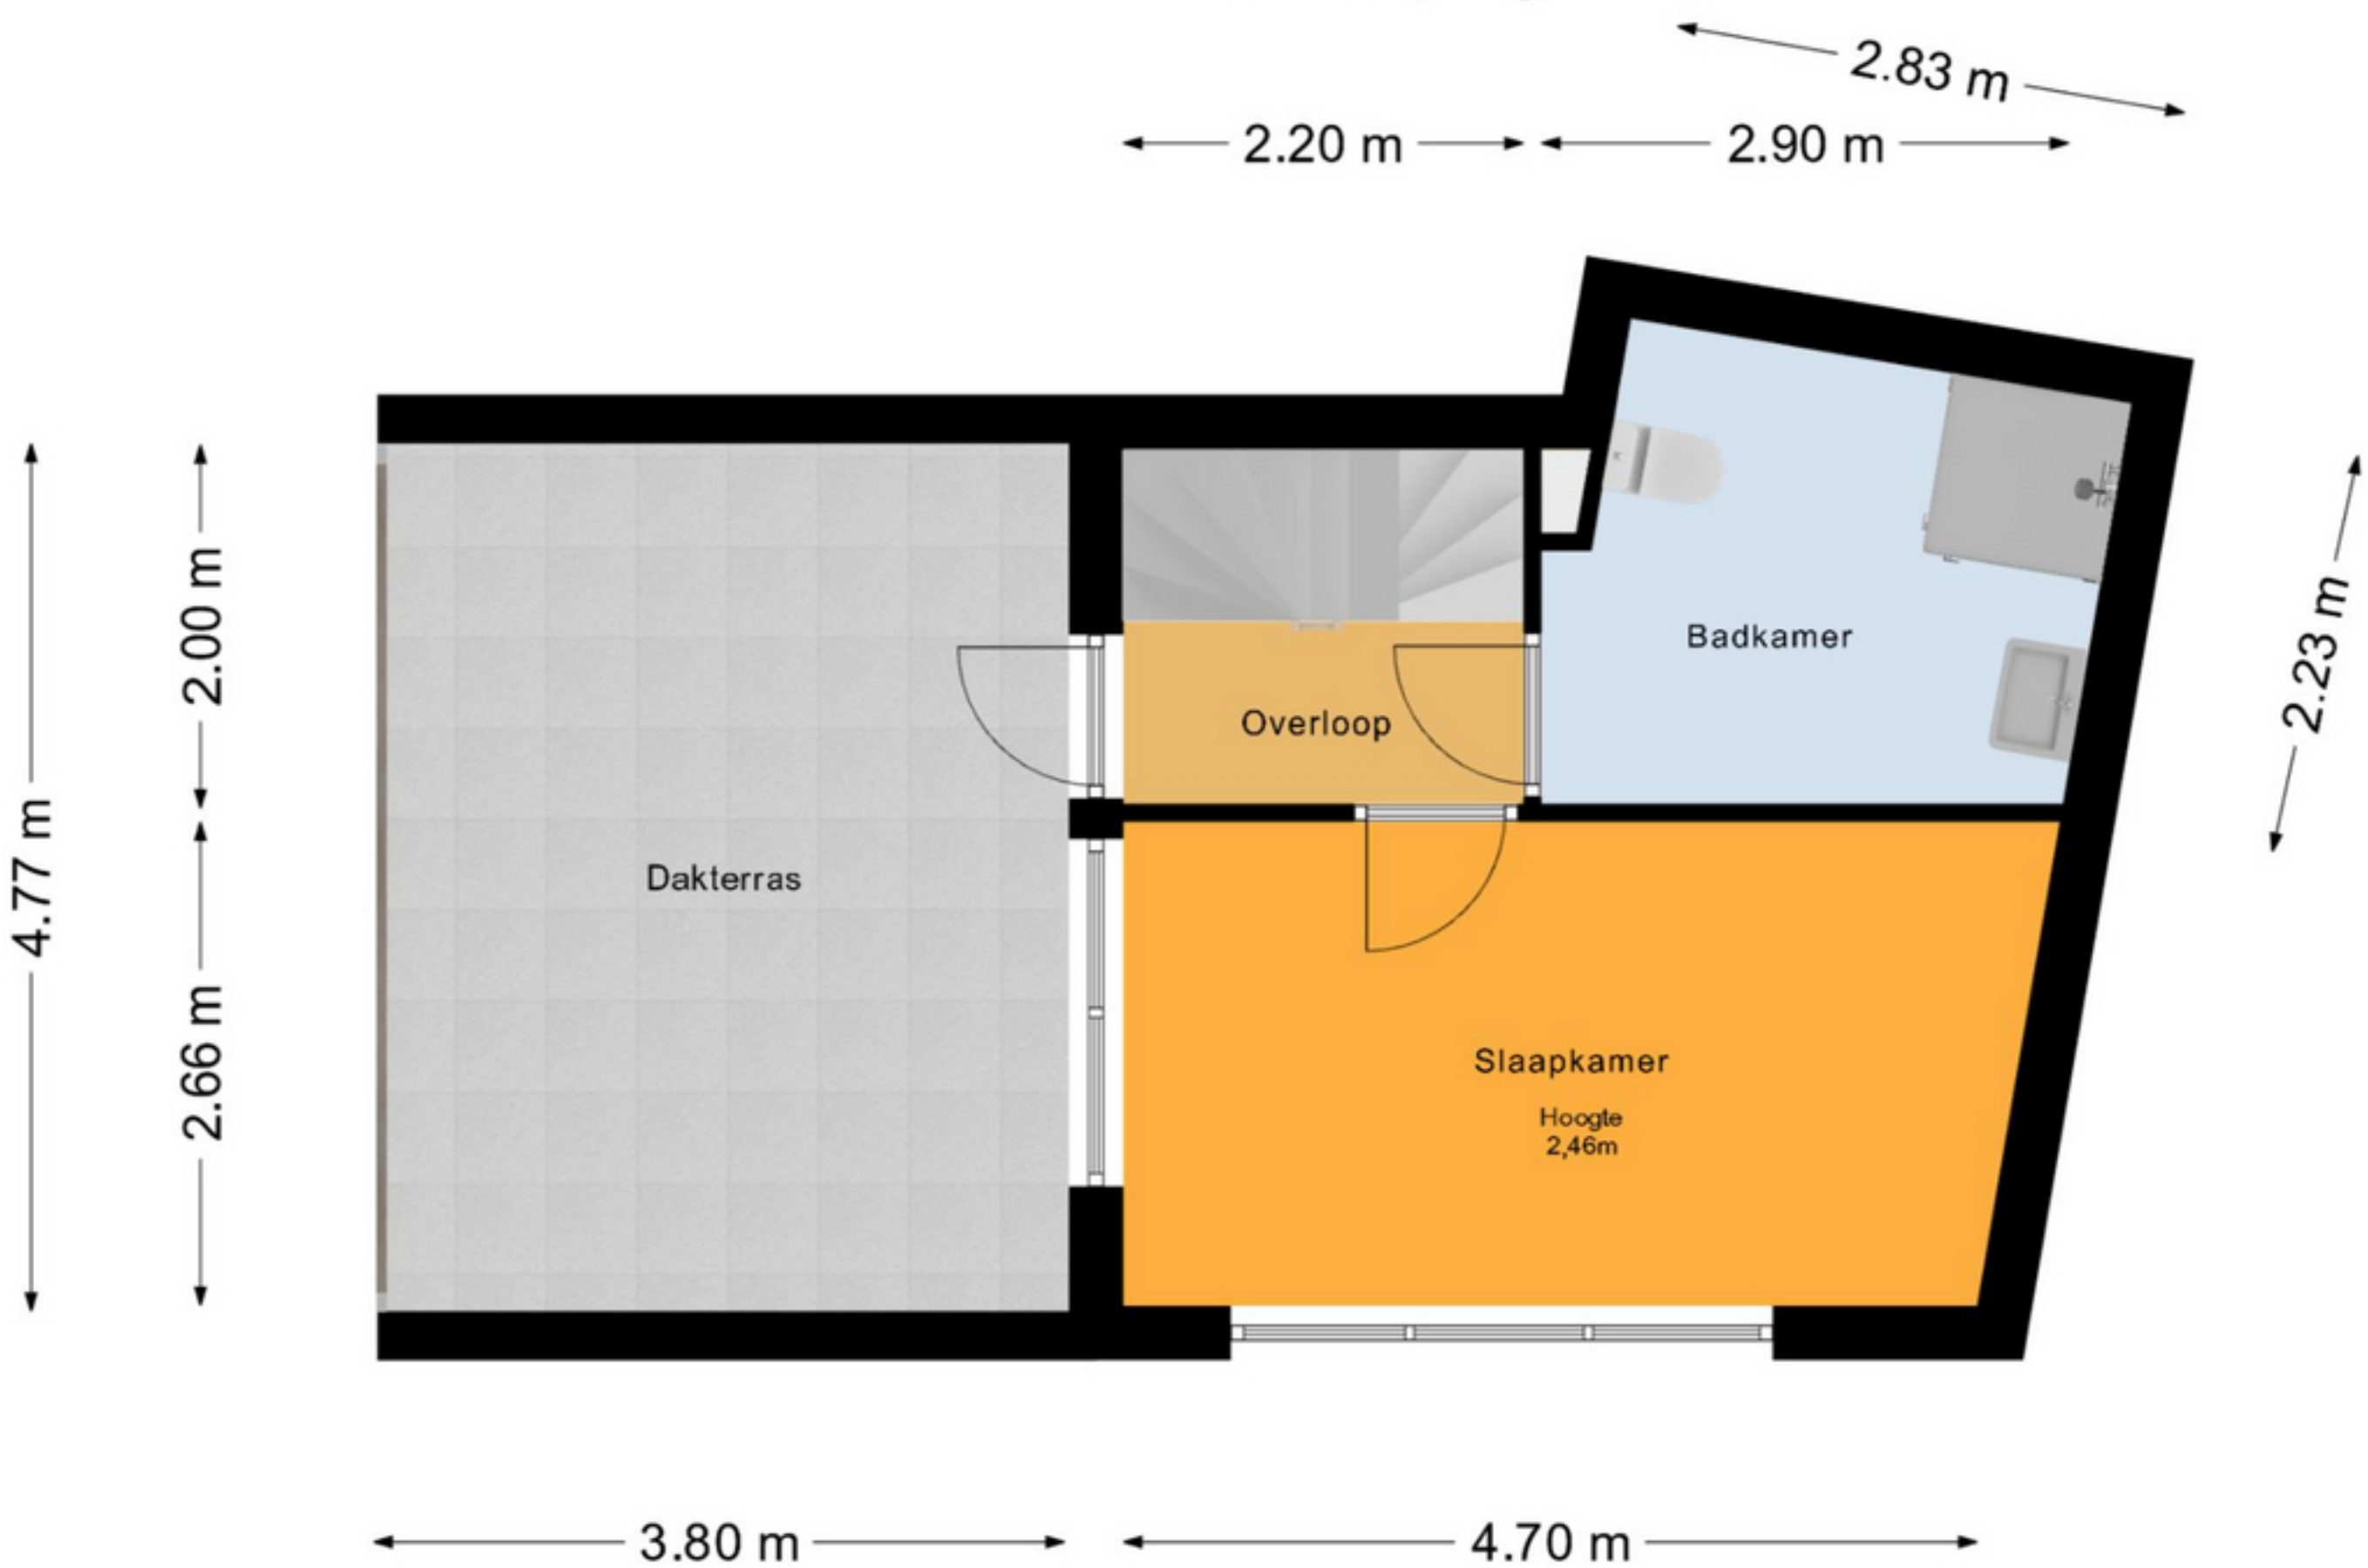 2.83 m
2.20 m
2.90 m
2.00 m
2.23 m
Badkamer
Overloop
4.77 m
Dakterras
2.66 m
Slaapkamer
Hoogte
2,46m
3.80 m
4.70 m